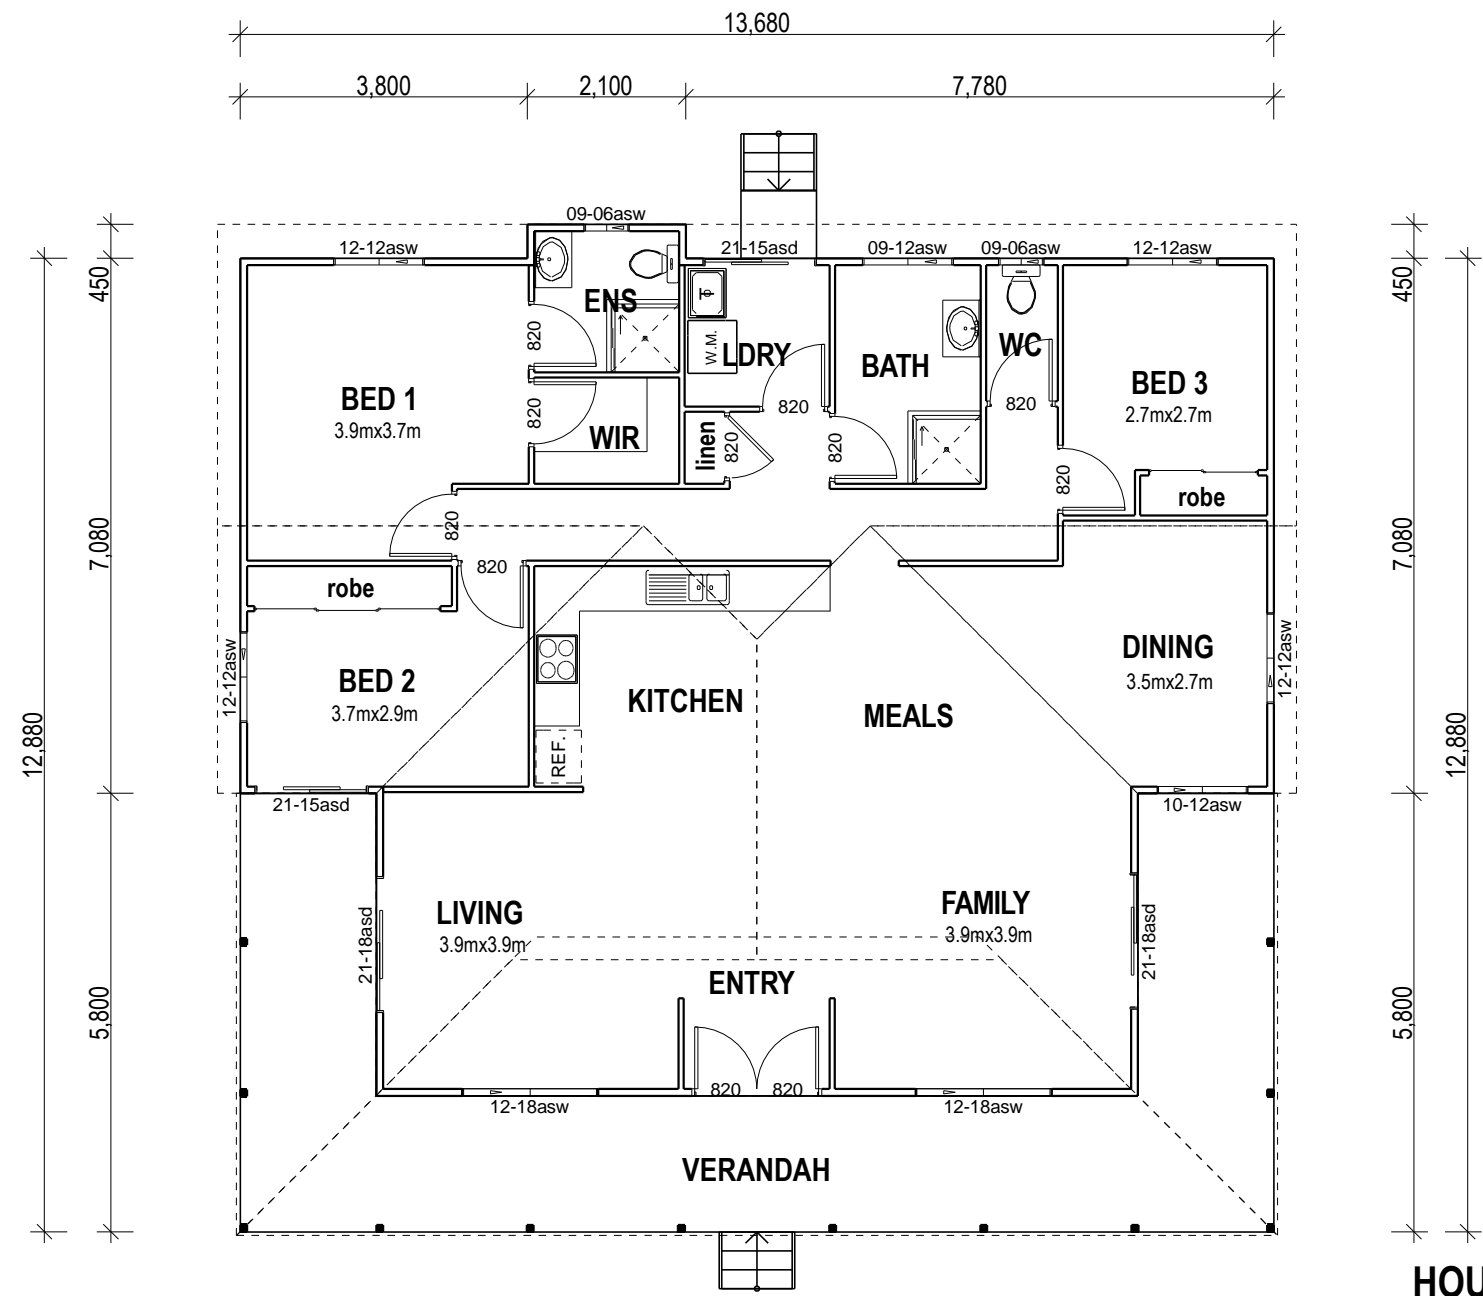 13,680
3,800
2,100
7,780
09-06asw
12-12asw
21-15asd
09-12asw
09-06asw
12-12asw
450
450
ENS
820
W.M.
LDRY
BATH
WC
BED 1
3.9mx3.7m
BED 3
2.7mx2.7m
820
WIR
linen
820
820
820
820
820
robe
7,080
7,080
820
820
robe
12-12asw
BED 2
3.7mx2.9m
KITCHEN
MEALS
DINING
3.5mx2.7m
12-12asw
REF.
12,880
12,880
21-15asd
10-12asw
21-18asd
LIVING
3.9mx3.9m
FAMILY
3.9mx3.9m
21-18asd
ENTRY
5,800
5,800
820
820
12-18asw
12-18asw
VERANDAH
HOU